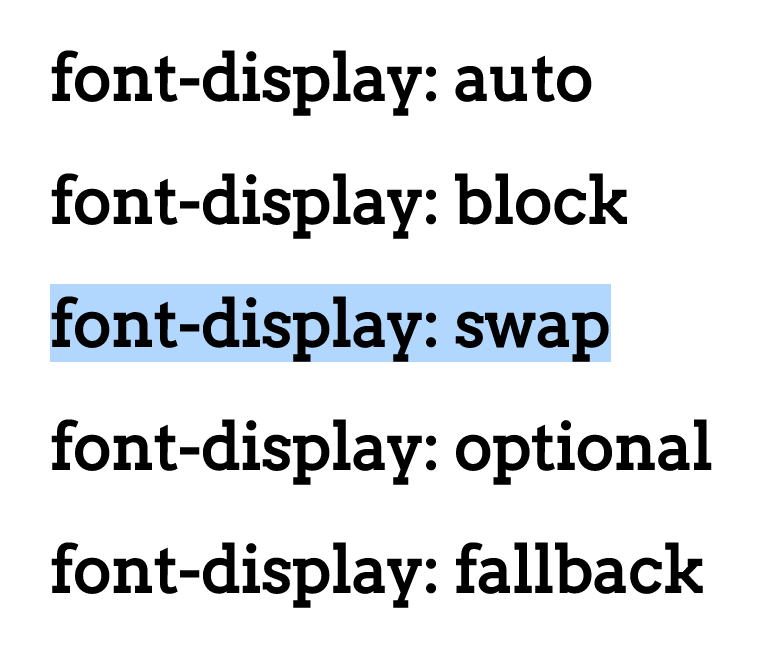 font-display: auto
font-display: block
font-display: swap
font-display: optional
font-display: fallback